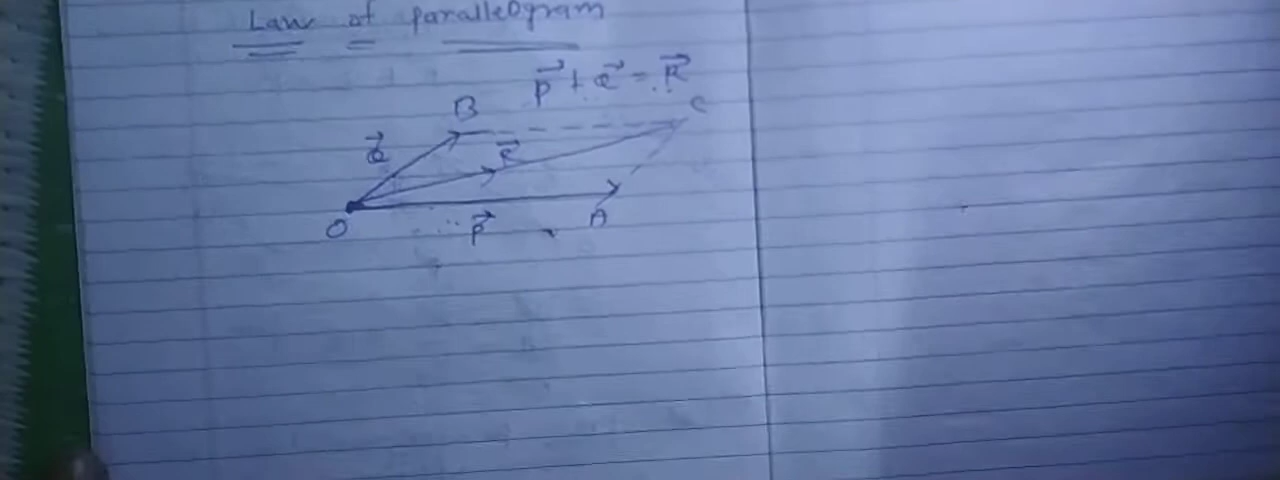 Law of parallelogram
P⃗ + Q⃗ = R⃗
B
C
Q⃗
R⃗
O
P⃗
A